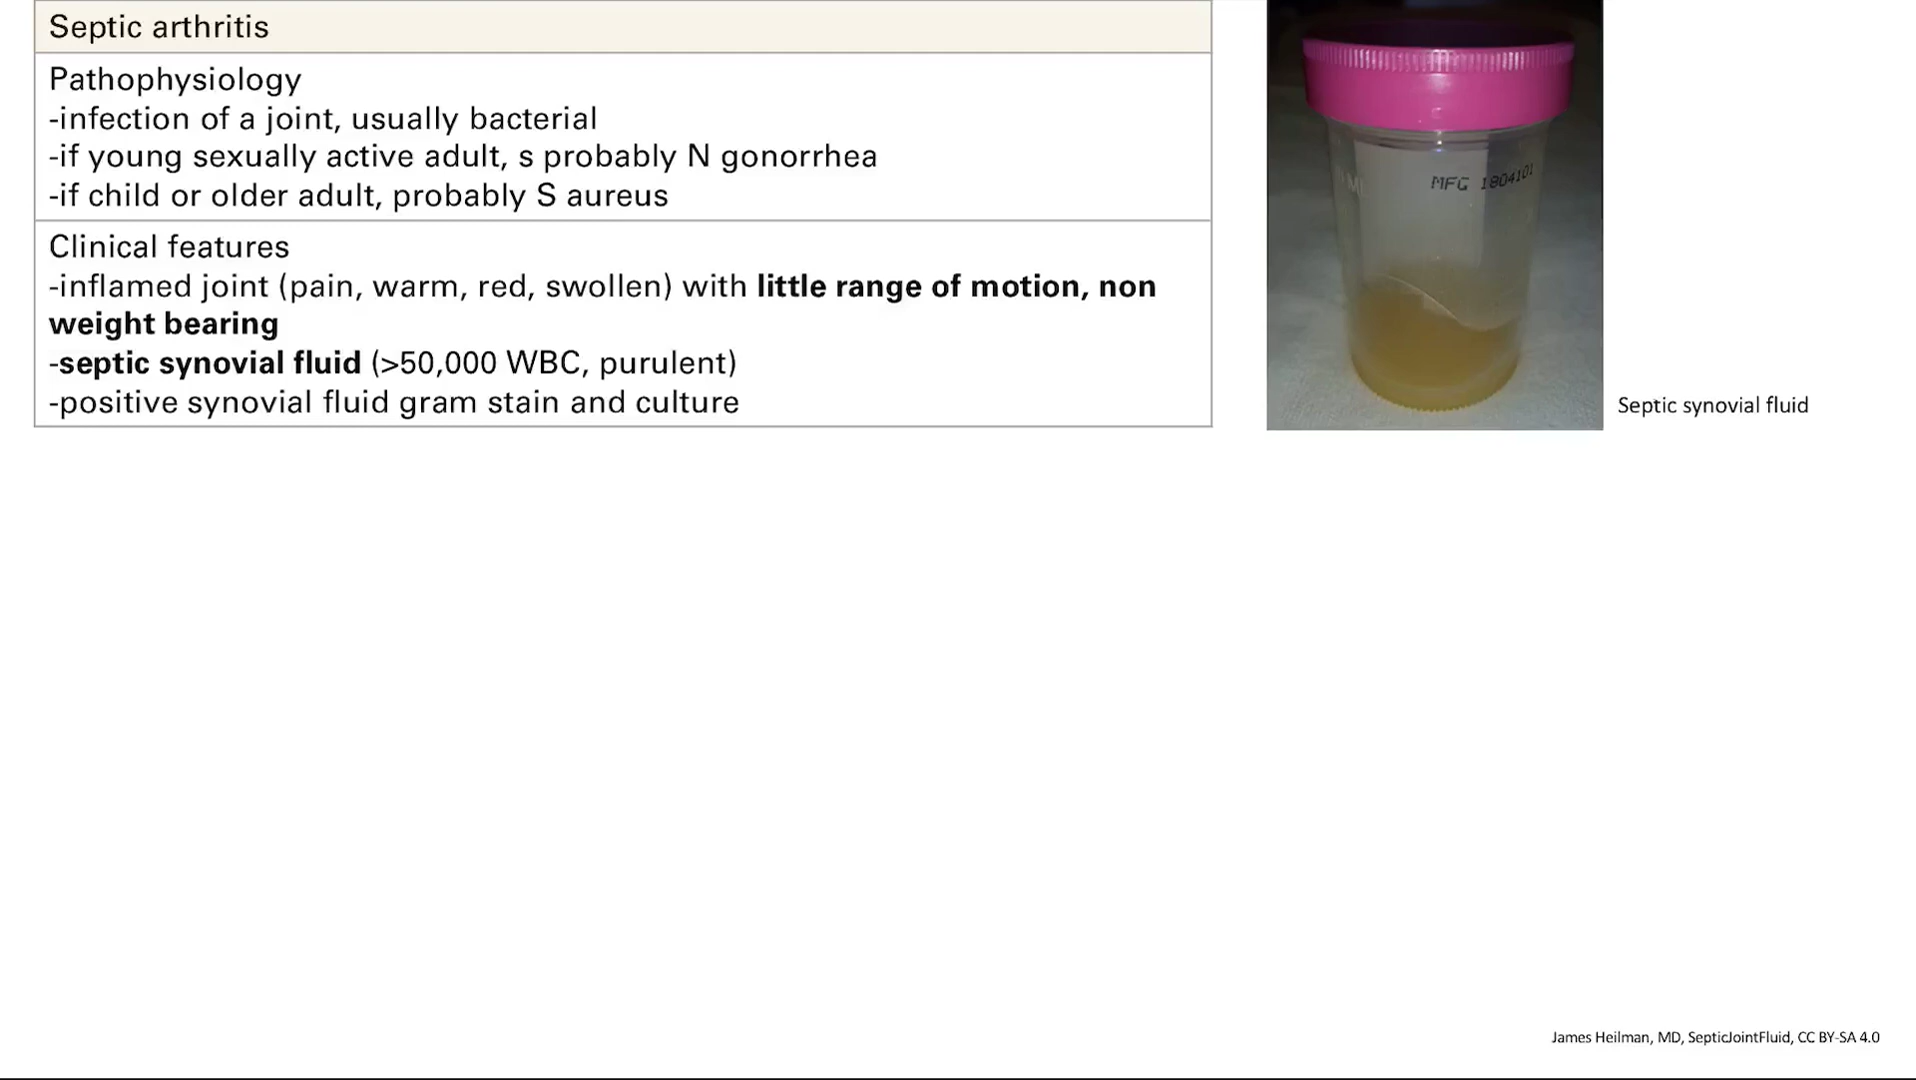 Septic arthritis
Pathophysiology
-infection of a joint, usually bacterial
-if young sexually active adult, s probably N gonorrhea
-if child or older adult, probably S aureus
Clinical features
-inflamed joint (pain, warm, red, swollen) with little range of motion, non
weight bearing
-septic synovial fluid (>50,000 WBC, purulent)
-positive synovial fluid gram stain and culture
MFG 1804101
Septic synovial fluid
James Heilman, MD, SepticJointFluid, CC BY-SA 4.0